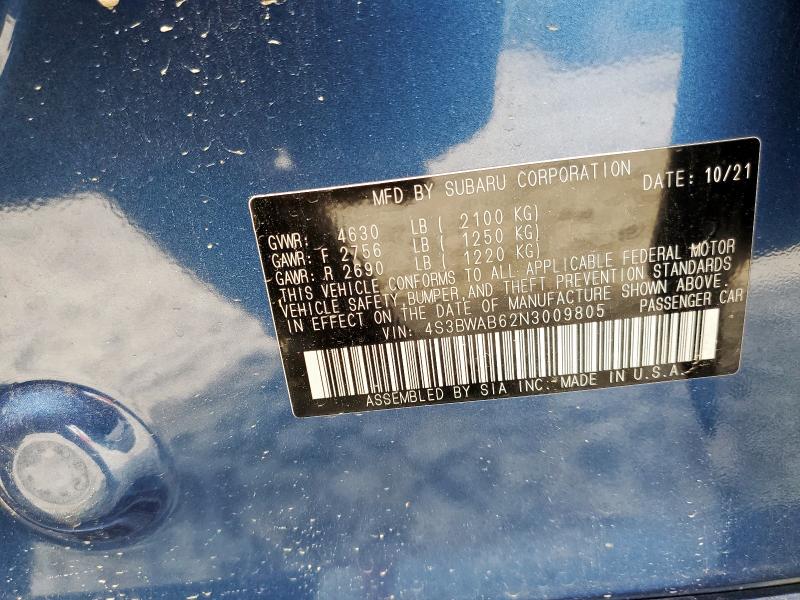 MFD BY SUBARU CORPORATION DATE: 10/21
GVWR: 4630 LB ( 2100 KG)
GAWR: F 2756 LB ( 1250 KG)
GAWR: R 2690 LB ( 1220 KG)
THIS VEHICLE CONFORMS TO ALL APPLICABLE FEDERAL MOTOR
VEHICLE SAFETY, BUMPER, AND THEFT PREVENTION STANDARDS
IN EFFECT ON THE DATE OF MANUFACTURE SHOWN ABOVE.
VIN: 4S3BWAB62N3009805 PASSENGER CAR
ASSEMBLED BY SIA INC.-MADE IN U.S.A.